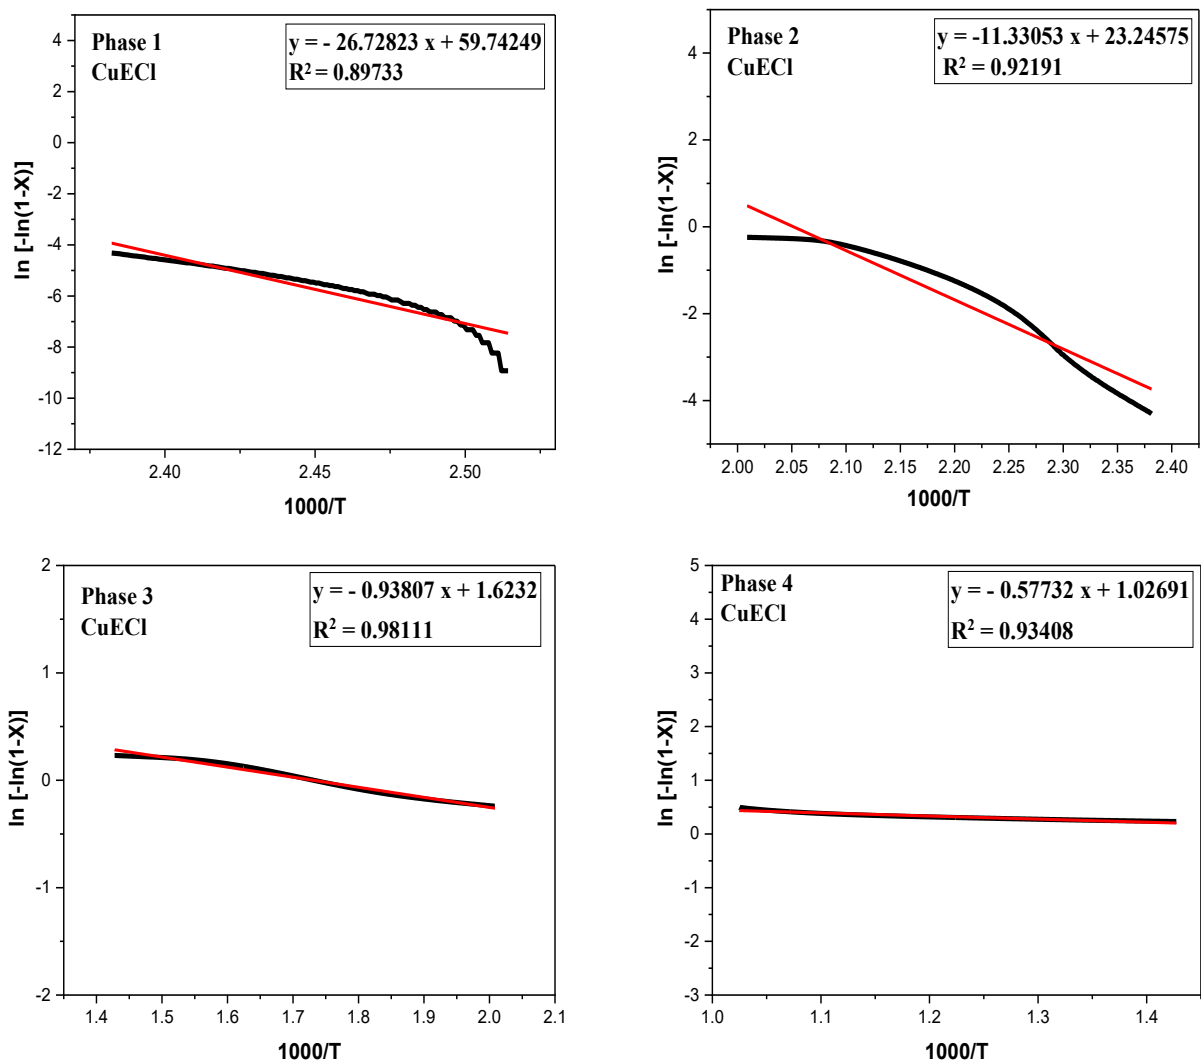 Phase 1
CuECl
y = - 26.72823 x + 59.74249
R² = 0.89733
4
2
0
-2
-4
-6
-8
-10
-12
ln [-ln(1-X)]
2.40 2.45 2.50
1000/T
Phase 2
CuECl
y = -11.33053 x + 23.24575
R² = 0.92191
4
2
0
-2
-4
ln [-ln(1-X)]
2.00 2.05 2.10 2.15 2.20 2.25 2.30 2.35 2.40
1000/T
Phase 3
CuECl
y = - 0.93807 x + 1.6232
R² = 0.98111
2
1
0
-1
-2
ln [-ln(1-X)]
1.4 1.5 1.6 1.7 1.8 1.9 2.0 2.1
1000/T
Phase 4
CuECl
y = - 0.57732 x + 1.02691
R² = 0.93408
5
4
3
2
1
0
-1
-2
-3
ln [-ln(1-X)]
1.0 1.1 1.2 1.3 1.4
1000/T